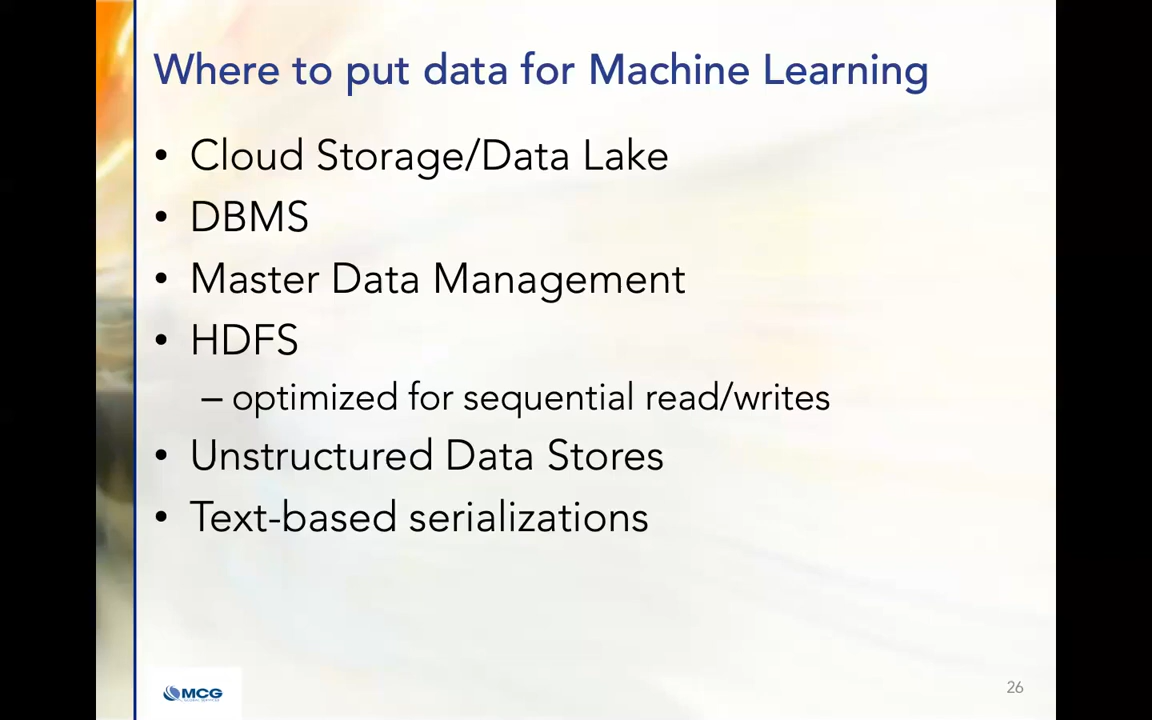 Where to put data for Machine Learning
• Cloud Storage/Data Lake
• DBMS
• Master Data Management
• HDFS
– optimized for sequential read/writes
• Unstructured Data Stores
• Text-based serializations
MCG
26